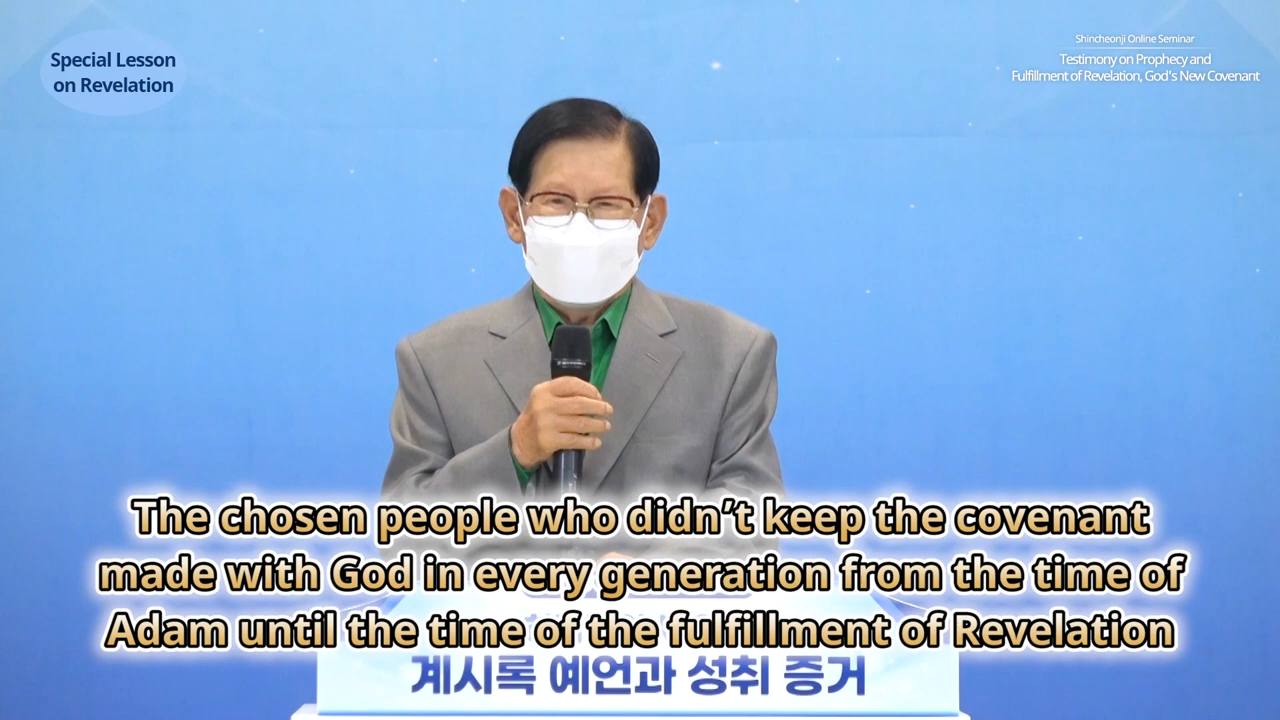 Special Lesson
on Revelation
Shincheonji Online Seminar
Testimony on Prophecy and
Fulfillment of Revelation, God's New Covenant
The chosen people who didn't keep the covenant
made with God in every generation from the time of
Adam until the time of the fulfillment of Revelation
계시록 예언과 성취 증거